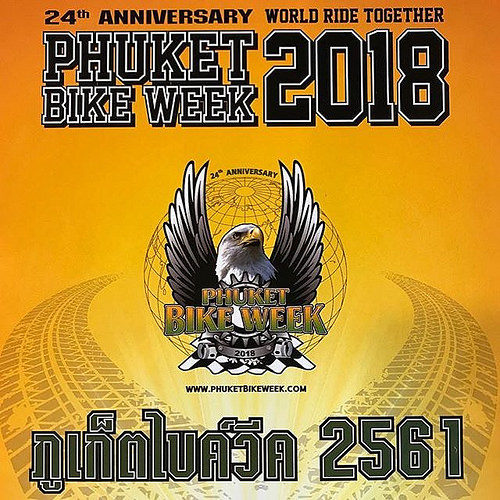 24th ANNIVERSARY WORLD RIDE TOGETHER
PHUKET
BIKE WEEK 2018
24th ANNIVERSARY
PHUKET
BIKE WEEK
2018
WWW.PHUKETBIKEWEEK.COM
ภูเก็ตไบค์วีค 2561